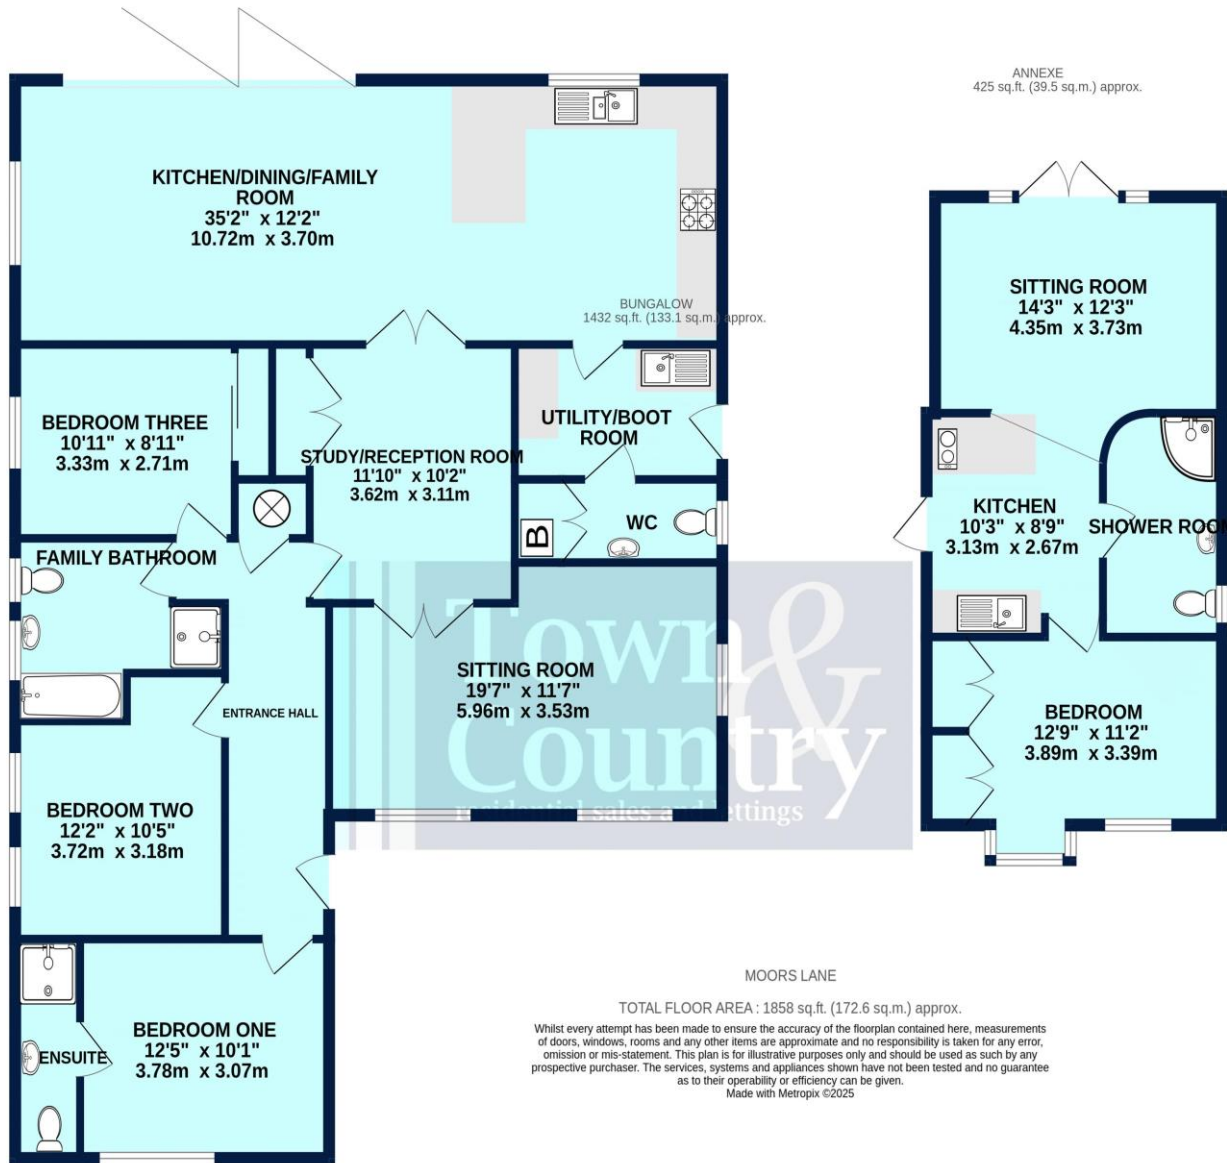 ANNEXE
425 sq.ft. (39.5 sq.m.) approx.
KITCHEN/DINING/FAMILY
ROOM
35'2" x 12'2"
10.72m x 3.70m
BUNGALOW
1432 sq.ft. (133.1 sq.m.) approx.
SITTING ROOM
14'3" x 12'3"
4.35m x 3.73m
BEDROOM THREE
10'11" x 8'11"
3.33m x 2.71m
STUDY/RECEPTION ROOM
11'10" x 10'2"
3.62m x 3.11m
UTILITY/BOOT
ROOM
B
WC
KITCHEN
10'3" x 8'9"
3.13m x 2.67m
SHOWER ROOM
FAMILY BATHROOM
Town &
Country
residential sales and lettings
SITTING ROOM
19'7" x 11'7"
5.96m x 3.53m
ENTRANCE HALL
BEDROOM
12'9" x 11'2"
3.89m x 3.39m
BEDROOM TWO
12'2" x 10'5"
3.72m x 3.18m
ENSUITE
BEDROOM ONE
12'5" x 10'1"
3.78m x 3.07m
MOORS LANE
TOTAL FLOOR AREA : 1858 sq.ft. (172.6 sq.m.) approx.
Whilst every attempt has been made to ensure the accuracy of the floorplan contained here, measurements
of doors, windows, rooms and any other items are approximate and no responsibility is taken for any error,
omission or mis-statement. This plan is for illustrative purposes only and should be used as such by any
prospective purchaser. The services, systems and appliances shown have not been tested and no guarantee
as to their operability or efficiency can be given.
Made with Metropix ©2025